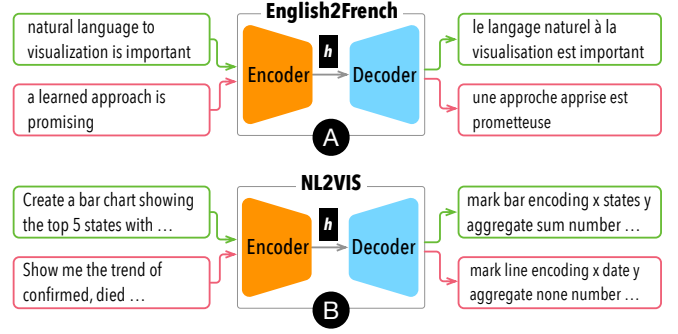 English2French
natural language to
visualization is important
a learned approach is
promising
Encoder
h
Decoder
le langage naturel à la
visualisation est important
une approche apprise est
prometteuse
A
NL2VIS
Create a bar chart showing
the top 5 states with ...
Show me the trend of
confirmed, died ...
Encoder
h
Decoder
mark bar encoding x states y
aggregate sum number ...
mark line encoding x date y
aggregate none number ...
B